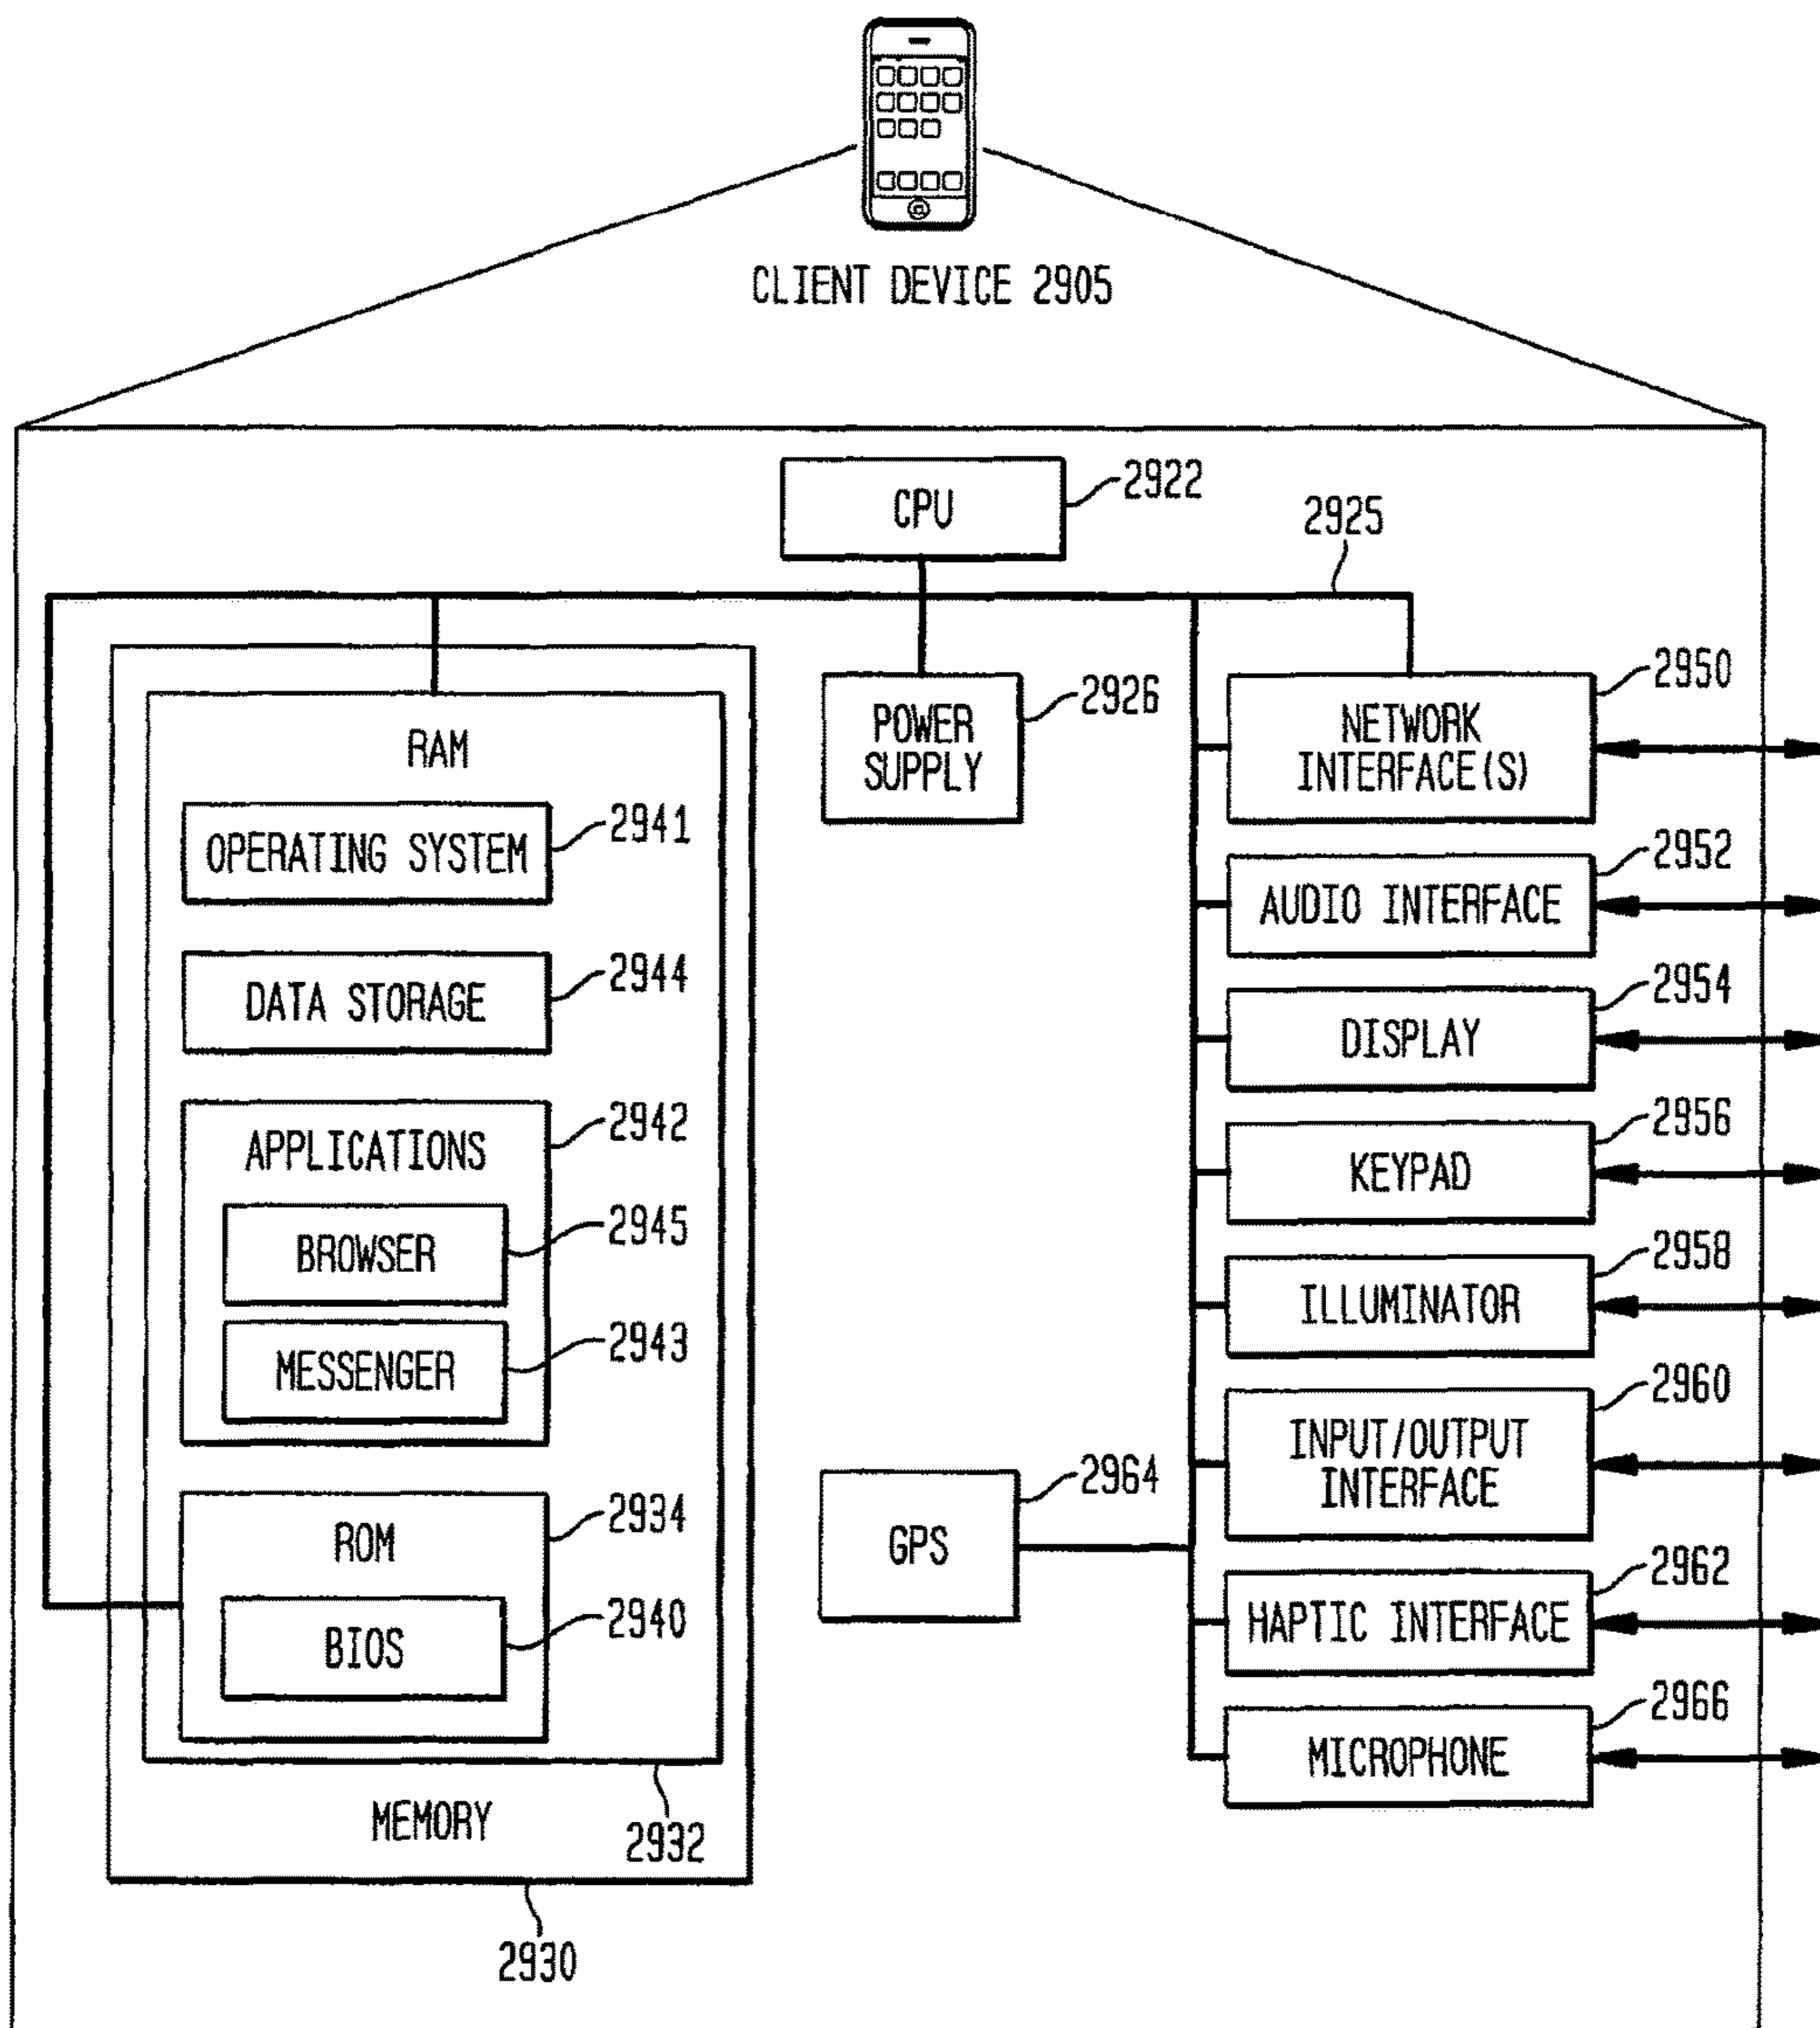 CLIENT DEVICE 2905
CPU
2922
2925
POWER
SUPPLY
2926
RAM
OPERATING SYSTEM
2941
DATA STORAGE
2944
APPLICATIONS
2942
BROWSER
2945
MESSENGER
2943
ROM
2934
BIOS
2940
2932
MEMORY
2930
GPS
2964
NETWORK
INTERFACE(S)
2950
AUDIO INTERFACE
2952
DISPLAY
2954
KEYPAD
2956
ILLUMINATOR
2958
INPUT/OUTPUT
INTERFACE
2960
HAPTIC INTERFACE
2962
MICROPHONE
2966